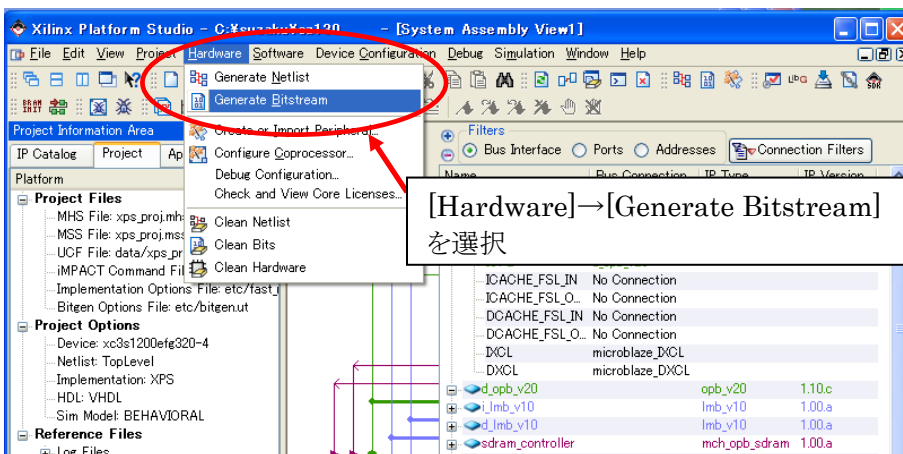 Xilinx Platform Studio - C:¥suzaku¥sz130 - [System Assembly View1]
File Edit View Project Hardware Software Device Configuration Debug Simulation Window Help
Generate Netlist
Generate Bitstream
Create or Import Peripheral...
Configure Coprocessor...
Debug Configuration...
Check and View Core Licenses...
Clean Netlist
Clean Bits
Clean Hardware
Project Information Area
IP Catalog Project Ap
Platform
Project Files
MHS File: xps_proj.mhs
MSS File: xps_proj.mss
UCF File: data/xps_pr
iMPACT Command Fil
Implementation Options File: etc/fast_r
Bitgen Options File: etc/bitgen.ut
Project Options
Device: xc3s1200efg320-4
Netlist: TopLevel
Implementation: XPS
HDL: VHDL
Sim Model: BEHAVIORAL
Reference Files
Log Files
Filters
Bus Interface Ports Addresses Connection Filters
Name Bus Connection IP Type IP Version
[Hardware]→[Generate Bitstream]
を選択
ICACHE_FSL_IN No Connection
ICACHE_FSL_O... No Connection
DCACHE_FSL_IN No Connection
DCACHE_FSL_O... No Connection
IXCL microblaze_IXCL
DXCL microblaze_DXCL
d_opb_v20 opb_v20 1.10.c
i_lmb_v10 lmb_v10 1.00.a
d_lmb_v10 lmb_v10 1.00.a
sdram_controller mch_opb_sdram 1.00.a